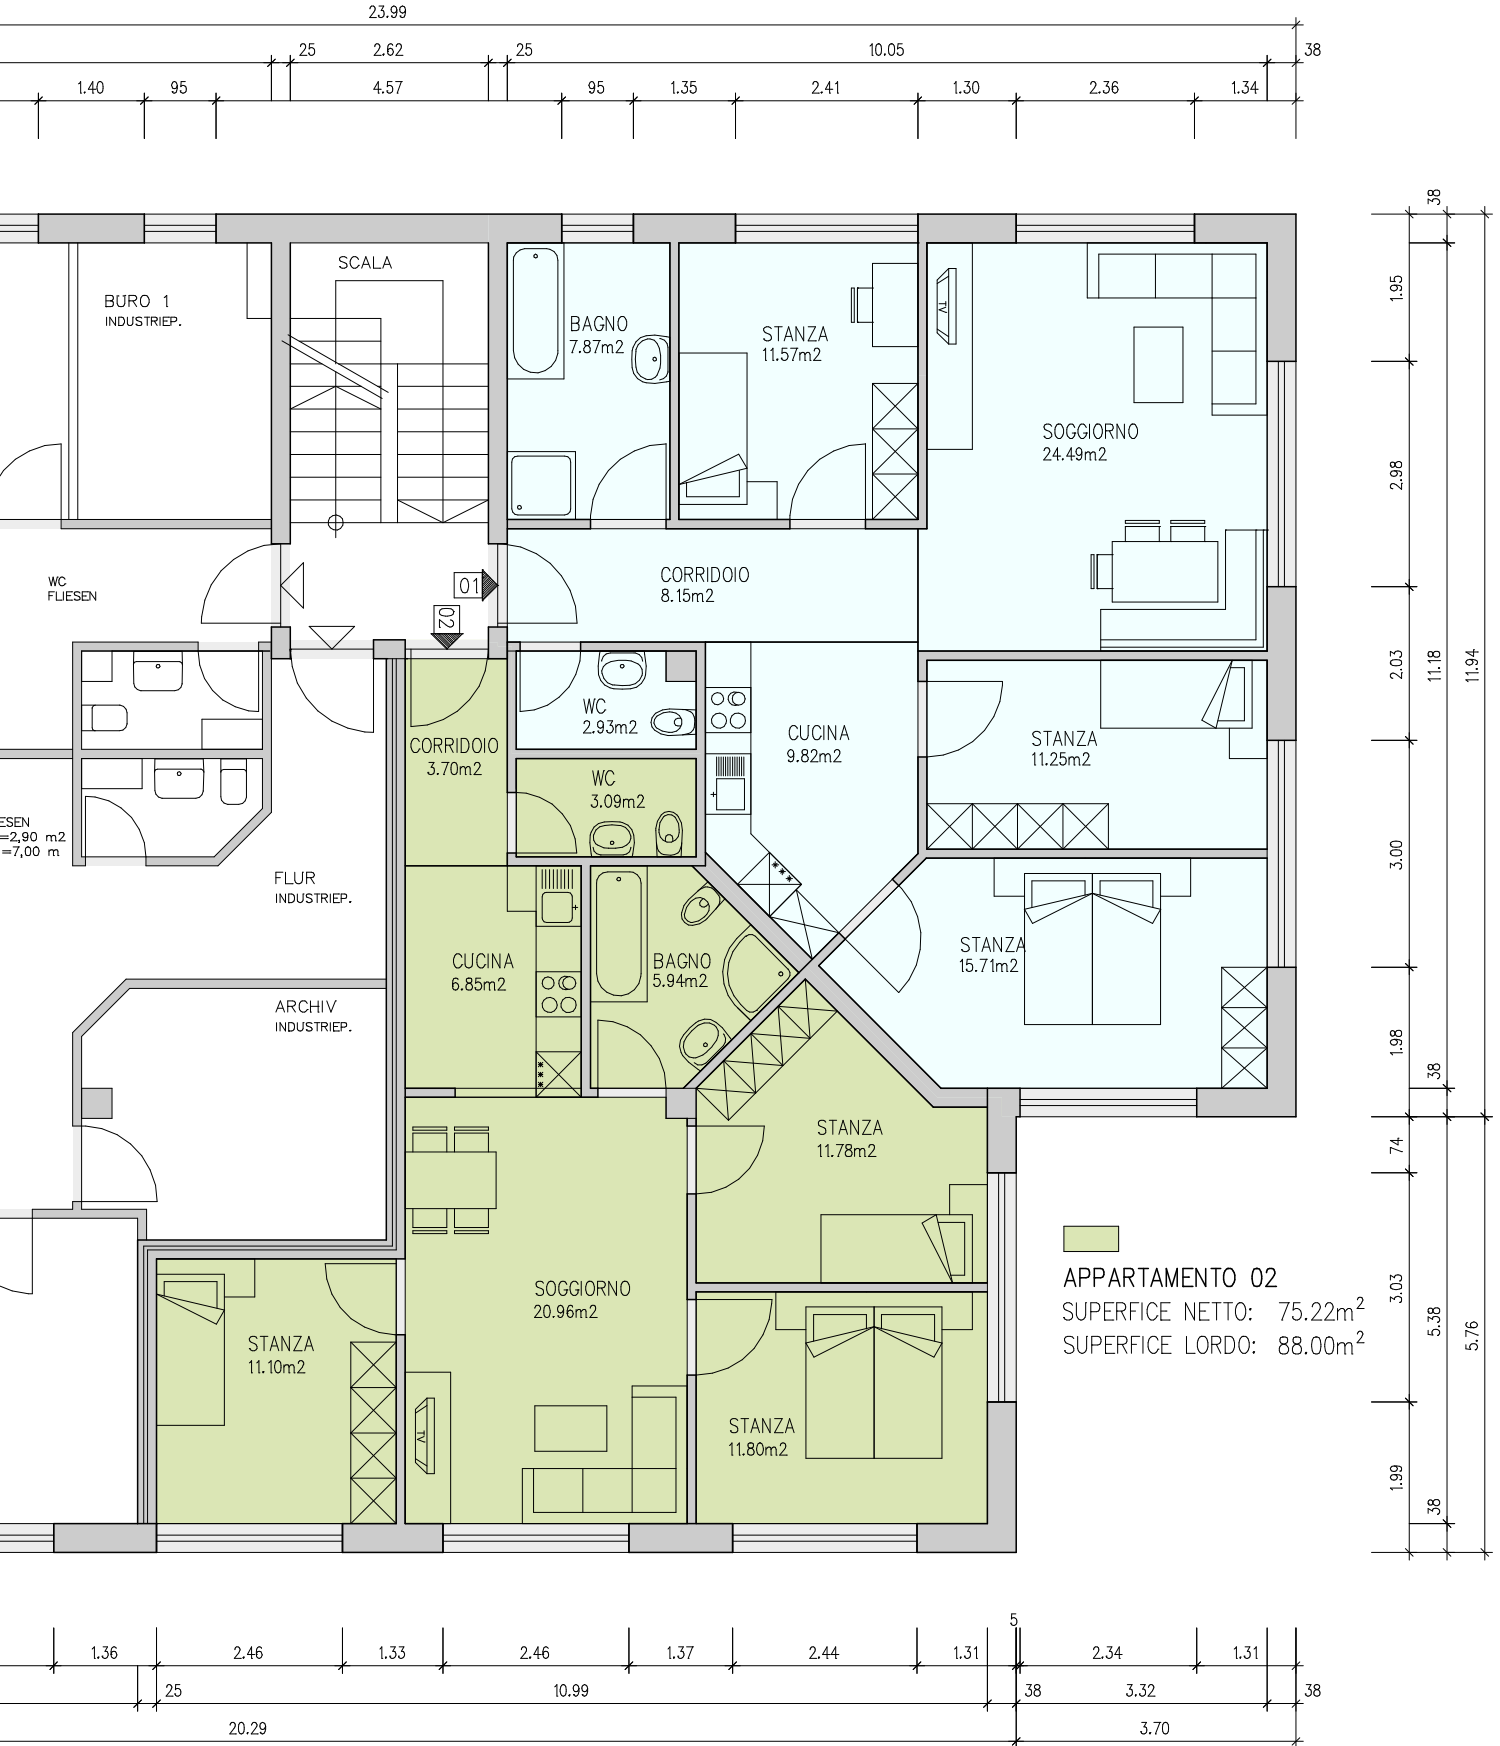 23.99
25 2.62 25 10.05 38
1.40 95 4.57 95 1.35 2.41 1.30 2.36 1.34
38
SCALA
BURO 1
INDUSTRIEP.
BAGNO
7.87m2
STANZA
11.57m2
TV
SOGGIORNO
24.49m2
1.95
2.98
WC
FLIESEN
01
02
CORRIDOIO
8.15m2
2.03
11.18
11.94
WC
2.93m2
CUCINA
9.82m2
STANZA
11.25m2
CORRIDOIO
3.70m2
WC
3.09m2
ESEN
=2,90 m2
=7,00 m
3.00
FLUR
INDUSTRIEP.
CUCINA
6.85m2
BAGNO
5.94m2
STANZA
15.71m2
ARCHIV
INDUSTRIEP.
1.98
38
STANZA
11.78m2
74
APPARTAMENTO 02
SUPERFICE NETTO: 75.22m²
SUPERFICE LORDO: 88.00m²
SOGGIORNO
20.96m2
3.03
5.38
5.76
STANZA
11.10m2
TV
STANZA
11.80m2
1.99
38
5
1.36 2.46 1.33 2.46 1.37 2.44 1.31 2.34 1.31
25 10.99 38 3.32 38
20.29 3.70